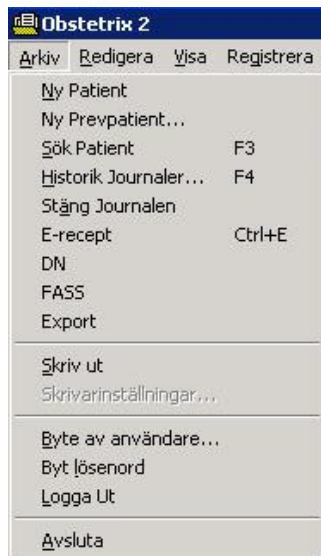 Obstetrix 2
Arkiv Redigera Visa Registrera
Ny Patient
Ny Prevpatient...
Sök Patient F3
Historik Journaler... F4
Stäng Journalen
E-recept Ctrl+E
DN
FASS
Export
Skriv ut
Skrivarinställningar...
Byte av användare...
Byt lösenord
Logga Ut
Avsluta